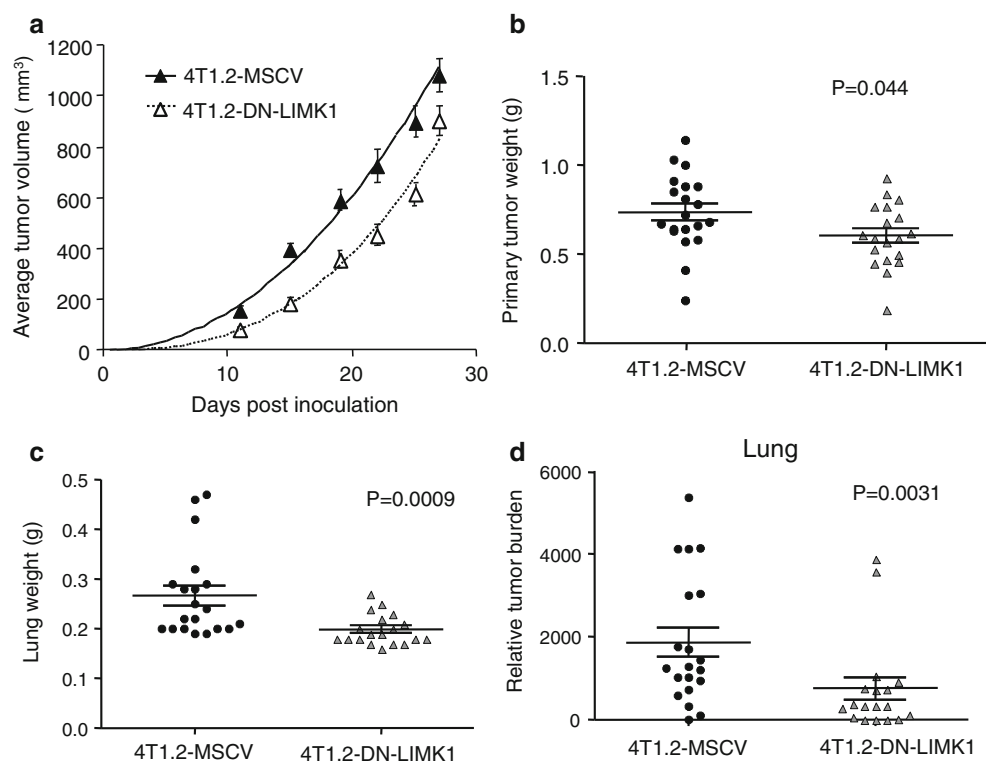 a
1200
1000
800
600
400
200
0
0
10
20
30
Average tumor volume ( mm³)
Days post inoculation
4T1.2-MSCV
4T1.2-DN-LIMK1
b
1.5
1.0
0.5
0.0
Primary tumor weight (g)
P=0.044
4T1.2-MSCV
4T1.2-DN-LIMK1
c
0.5
0.4
0.3
0.2
0.1
0.0
Lung weight (g)
P=0.0009
4T1.2-MSCV
4T1.2-DN-LIMK1
d
Lung
6000
4000
2000
0
Relative tumor burden
P=0.0031
4T1.2-MSCV
4T1.2-DN-LIMK1